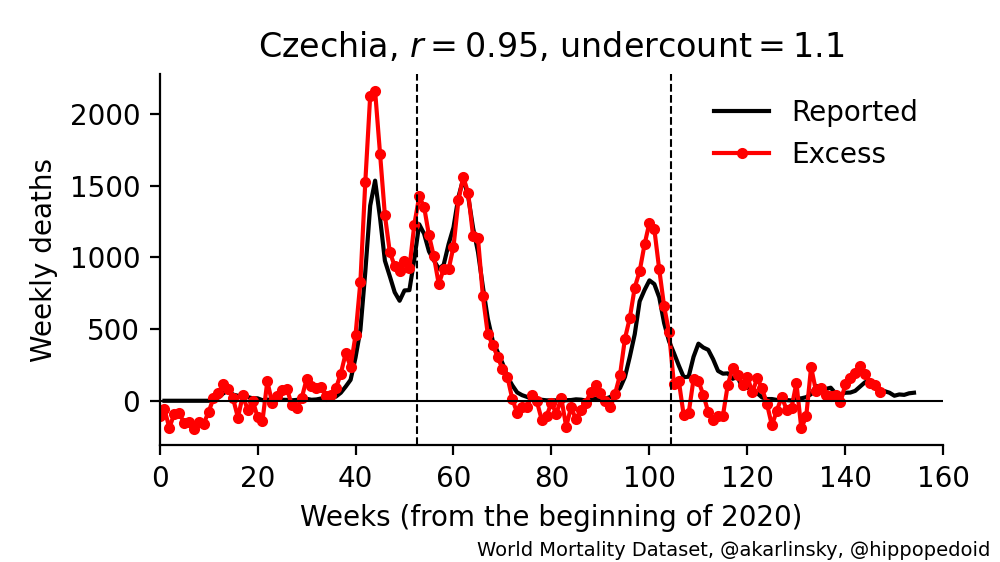 Czechia, r = 0.95, undercount = 1.1
Weekly deaths
2000
1500
1000
500
0
Reported
Excess
0 20 40 60 80 100 120 140 160
Weeks (from the beginning of 2020)
World Mortality Dataset, @akarlinsky, @hippopedoid